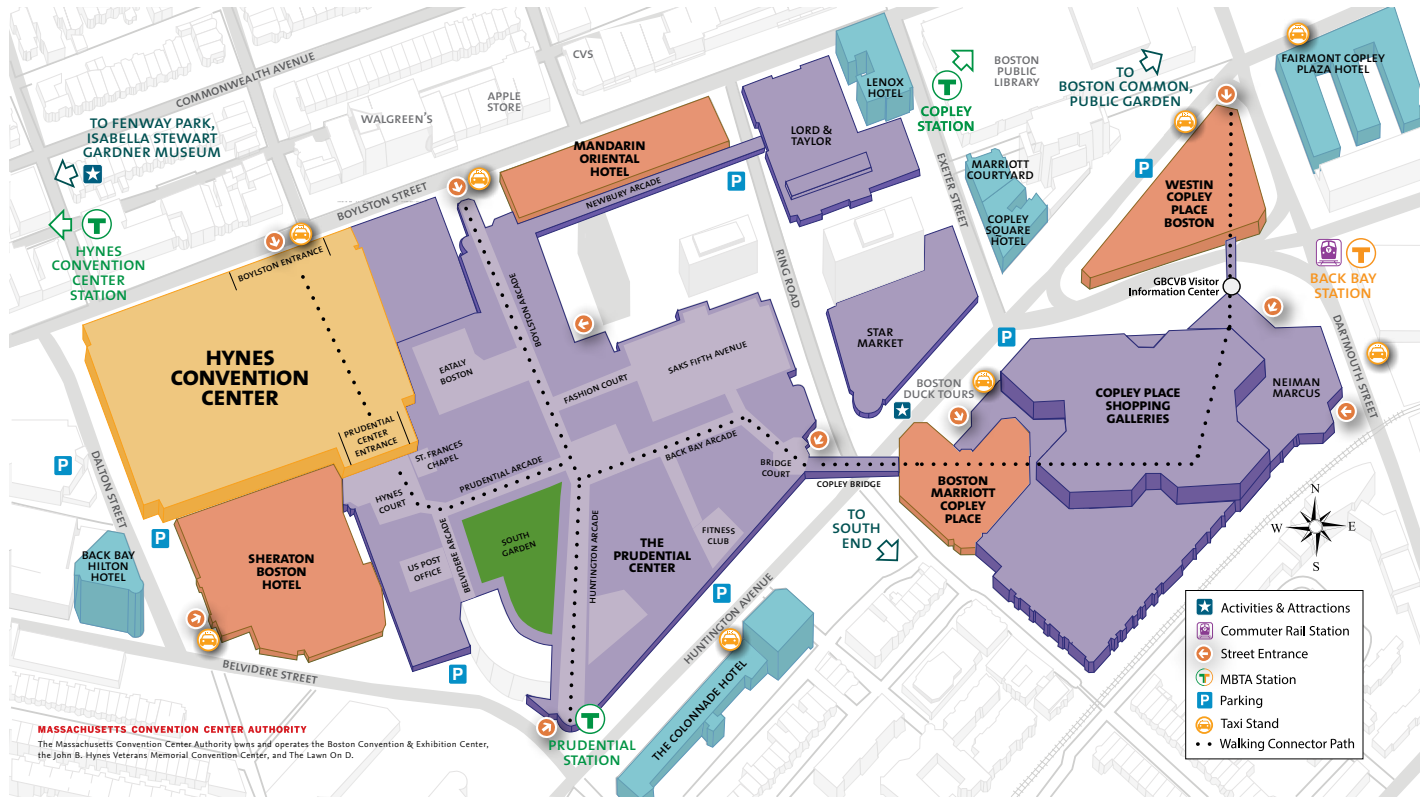 COMMONWEALTH AVENUE
CVS
APPLE
STORE
WALGREEN'S
TO FENWAY PARK,
ISABELLA STEWART
GARDNER MUSEUM
T
HYNES
CONVENTION
CENTER
STATION
BOYLSTON STREET
BOYLSTON ENTRANCE
HYNES
CONVENTION
CENTER
PRUDENTIAL
CENTER
ENTRANCE
MANDARIN
ORIENTAL
HOTEL
NEWBURY ARCADE
P
LORD &
TAYLOR
LENOX
HOTEL
T
COPLEY
STATION
BOSTON
PUBLIC
LIBRARY
TO
BOSTON COMMON,
PUBLIC GARDEN
FAIRMONT COPLEY
PLAZA HOTEL
EXETER STREET
MARRIOTT
COURTYARD
COPLEY
SQUARE
HOTEL
P
WESTIN
COPLEY
PLACE
BOSTON
T
BACK BAY
STATION
GBCVB Visitor
Information Center
DARTMOUTH STREET
RING ROAD
BOYLSTON ARCADE
EATALY
BOSTON
FASHION COURT
SAKS FIFTH AVENUE
STAR
MARKET
P
BOSTON
DUCK TOURS
COPLEY PLACE
SHOPPING
GALLERIES
NEIMAN
MARCUS
ST. FRANCES
CHAPEL
PRUDENTIAL ARCADE
BACK BAY ARCADE
BRIDGE
COURT
COPLEY BRIDGE
BOSTON
MARRIOTT
COPLEY
PLACE
HYNES
COURT
P
DALTON STREET
P
BACK BAY
HILTON
HOTEL
SHERATON
BOSTON
HOTEL
US POST
OFFICE
BELVIDERE ARCADE
SOUTH
GARDEN
HUNTINGTON ARCADE
THE
PRUDENTIAL
CENTER
FITNESS
CLUB
TO
SOUTH
END
P
HUNTINGTON AVENUE
THE COLONNADE HOTEL
P
BELVIDERE STREET
T
PRUDENTIAL
STATION
N
W
E
S
Activities & Attractions
Commuter Rail Station
Street Entrance
T
MBTA Station
P
Parking
Taxi Stand
Walking Connector Path
MASSACHUSETTS CONVENTION CENTER AUTHORITY
The Massachusetts Convention Center Authority owns and operates the Boston Convention & Exhibition Center,
the John B. Hynes Veterans Memorial Convention Center, and The Lawn On D.